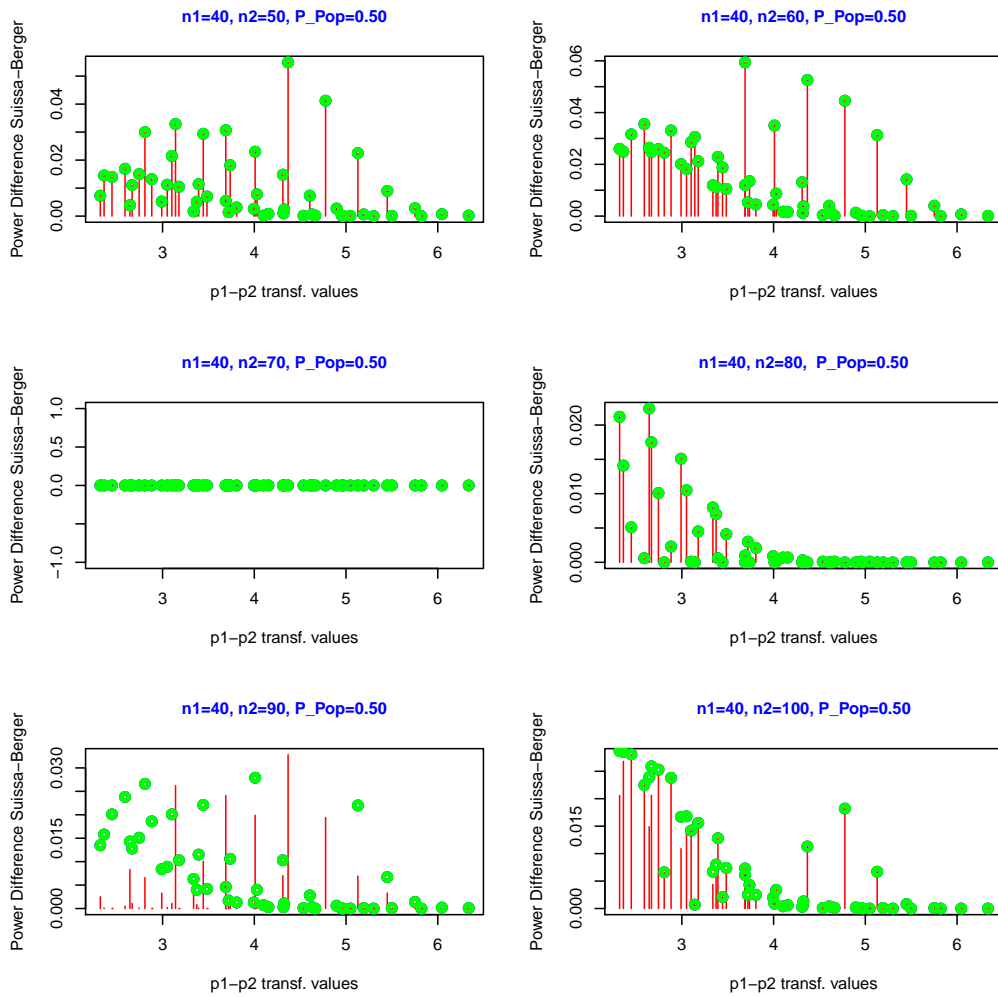 n1=40, n2=50, P_Pop=0.50
Power Difference Suissa−Berger
0.00
0.02
0.04
3
4
5
6
p1−p2 transf. values
n1=40, n2=60, P_Pop=0.50
Power Difference Suissa−Berger
0.00
0.02
0.04
0.06
3
4
5
6
p1−p2 transf. values
n1=40, n2=70, P_Pop=0.50
Power Difference Suissa−Berger
−1.0
0.0
0.5
1.0
3
4
5
6
p1−p2 transf. values
n1=40, n2=80,  P_Pop=0.50
Power Difference Suissa−Berger
0.000
0.010
0.020
3
4
5
6
p1−p2 transf. values
n1=40, n2=90, P_Pop=0.50
Power Difference Suissa−Berger
0.000
0.015
0.030
3
4
5
6
p1−p2 transf. values
n1=40, n2=100, P_Pop=0.50
Power Difference Suissa−Berger
0.000
0.015
3
4
5
6
p1−p2 transf. values